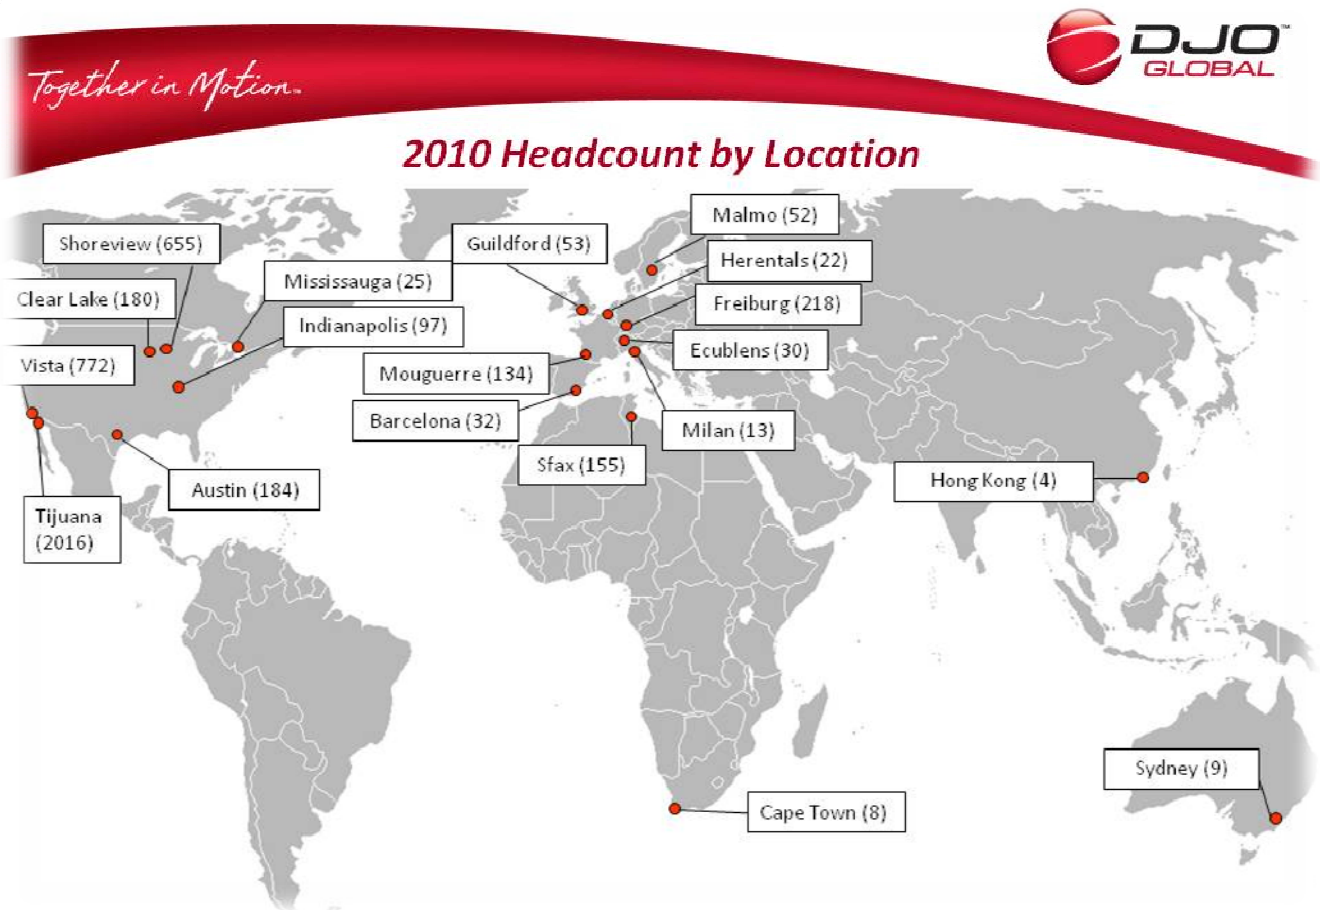 Together in Motion™
DJO™
GLOBAL
2010 Headcount by Location
Malmo (52)
Shoreview (655)
Guildford (53)
Herentals (22)
Mississauga (25)
Clear Lake (180)
Freiburg (218)
Indianapolis (97)
Ecublens (30)
Vista (772)
Mouguerre (134)
Barcelona (32)
Milan (13)
Sfax (155)
Hong Kong (4)
Austin (184)
Tijuana
(2016)
Sydney (9)
Cape Town (8)